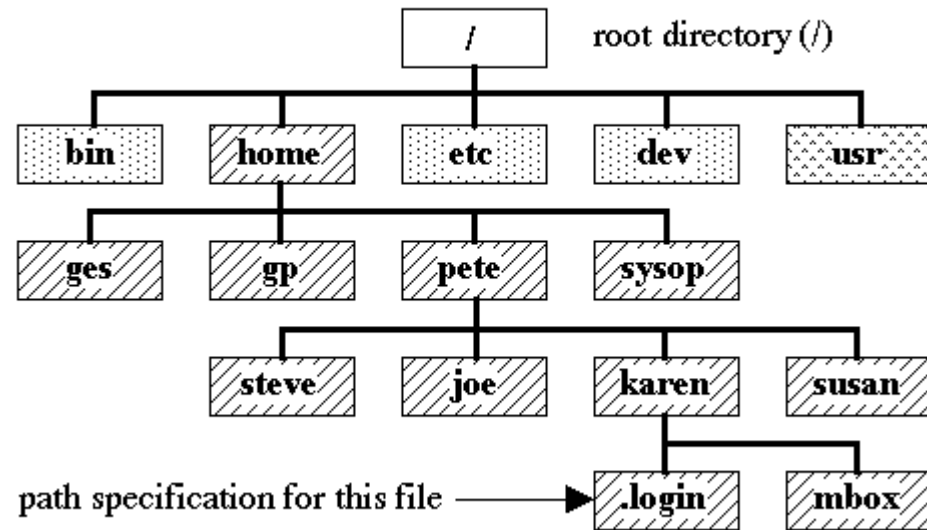 / root directory (/)
bin home etc dev usr
ges gp pete sysop
steve joe karen susan
path specification for this file .login mbox